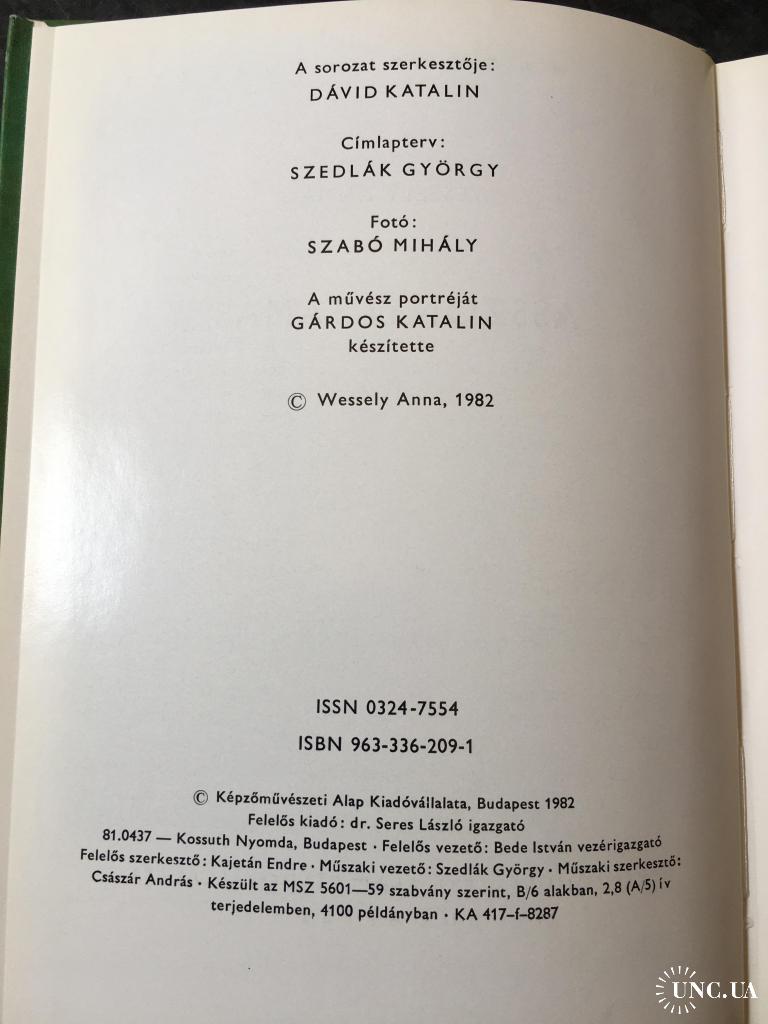 A sorozat szerkesztője:
DÁVID KATALIN
Címlapterv:
SZEDLÁK GYÖRGY
Fotó:
SZABÓ MIHÁLY
A művész portréját
GÁRDOS KATALIN
készítette
© Wessely Anna, 1982
ISSN 0324-7554
ISBN 963-336-209-1
© Képzőművészeti Alap Kiadóvállalata, Budapest 1982
Felelős kiadó: dr. Seres László igazgató
81.0437 — Kossuth Nyomda, Budapest · Felelős vezető: Bede István vezérigazgató
Felelős szerkesztő: Kajetán Endre · Műszaki vezető: Szedlák György · Műszaki szerkesztő:
Császár András · Készült az MSZ 5601—59 szabvány szerint, B/6 alakban, 2,8 (A/5) ív
terjedelemben, 4100 példányban · KA 417–f–8287
UNC.UA